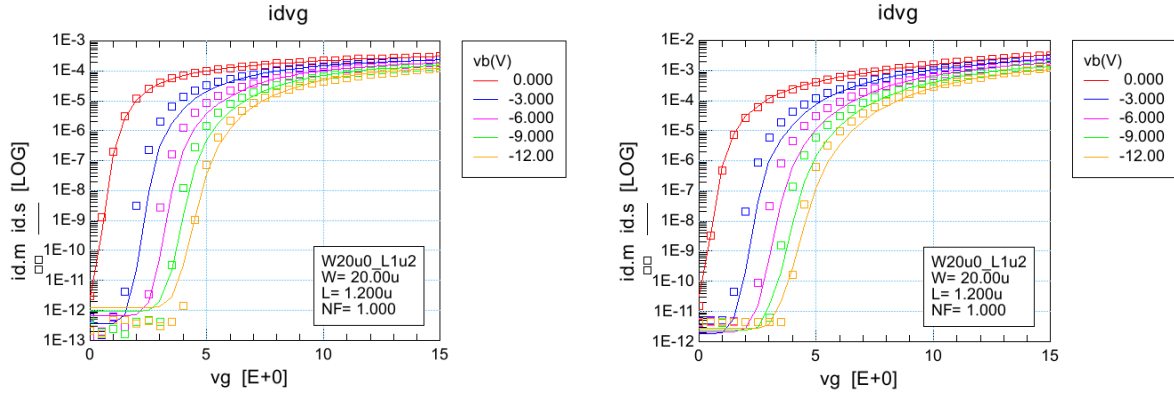 idvg
1E-3
1E-4
1E-5
1E-6
1E-7
1E-8
1E-9
1E-10
1E-11
1E-12
1E-13
id.m id.s [LOG]
0
5
10
15
vg [E+0]
W20u0_L1u2
W= 20.00u
L= 1.200u
NF= 1.000
vb(V)
0.000
-3.000
-6.000
-9.000
-12.00
idvg
1E-2
1E-3
1E-4
1E-5
1E-6
1E-7
1E-8
1E-9
1E-10
1E-11
1E-12
id.m id.s [LOG]
0
5
10
15
vg [E+0]
W20u0_L1u2
W= 20.00u
L= 1.200u
NF= 1.000
vb(V)
0.000
-3.000
-6.000
-9.000
-12.00